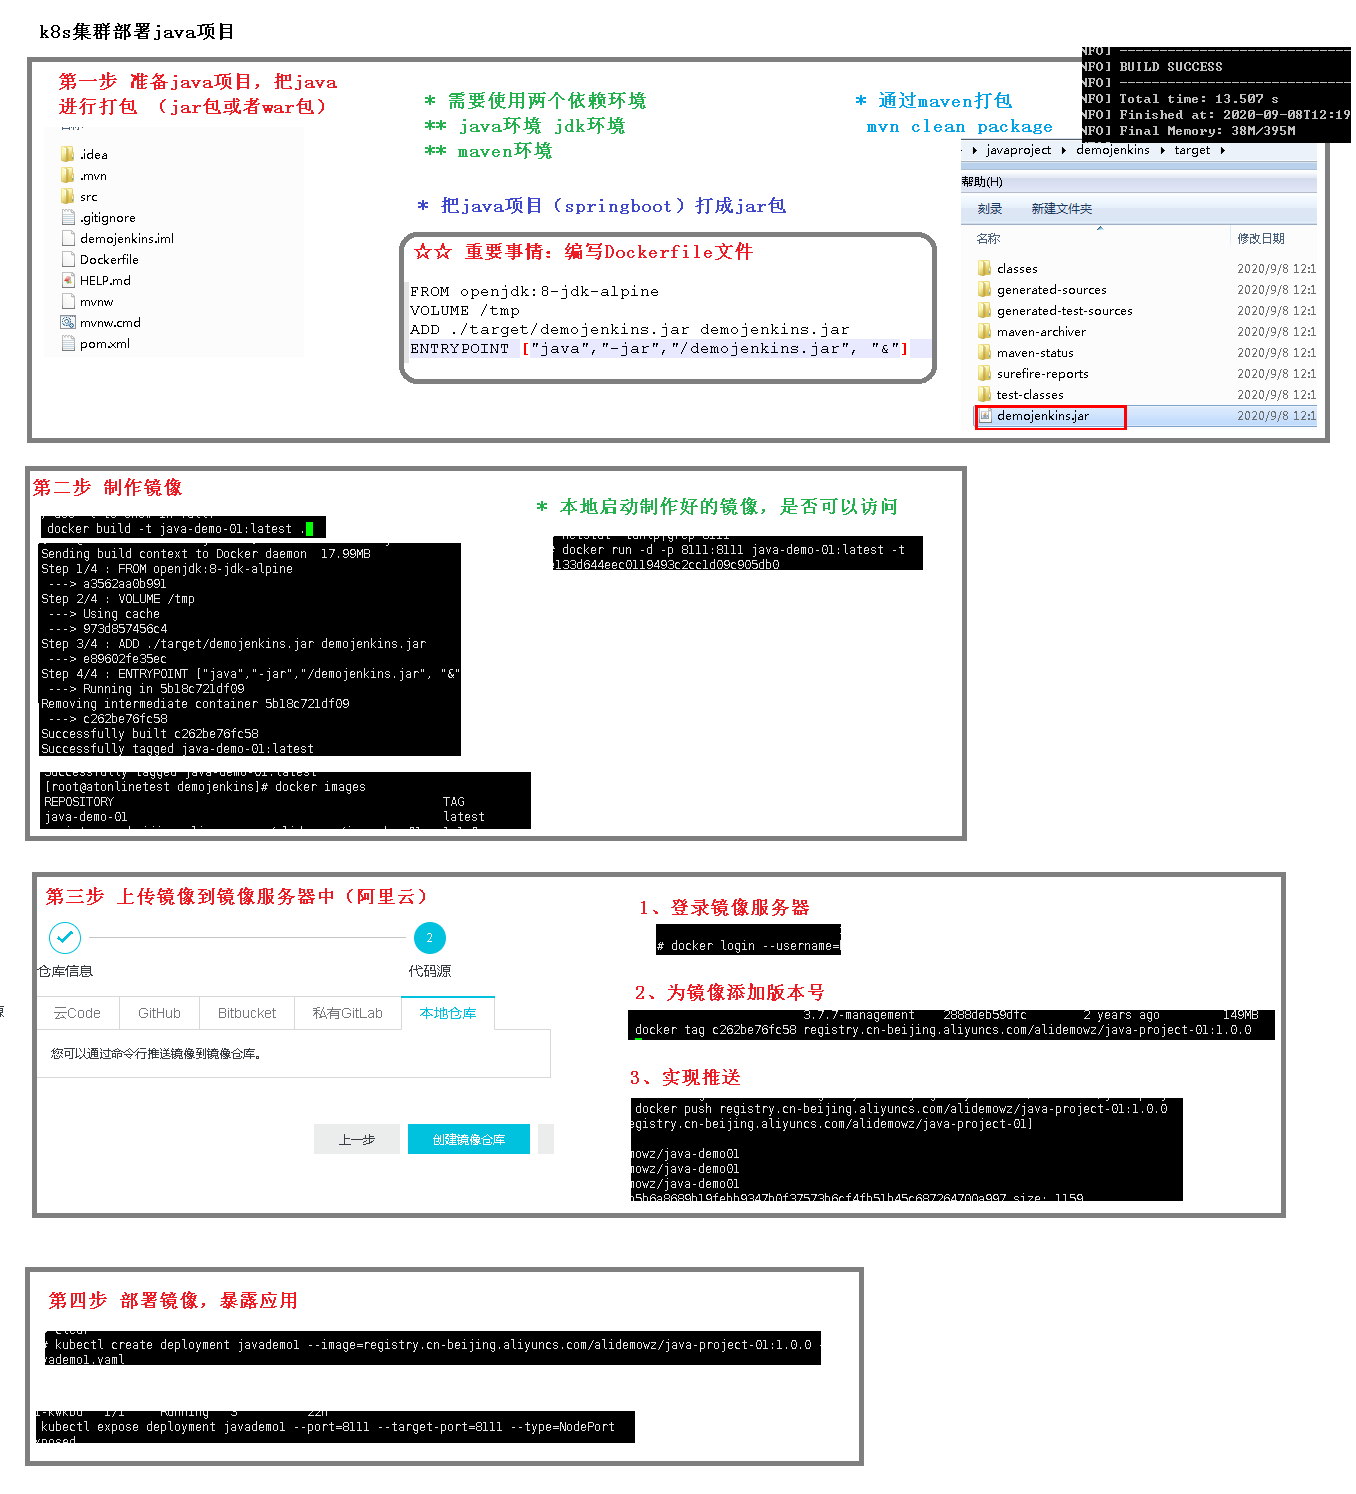 k8s集群部署java项目
第一步 准备java项目，把java
进行打包 （jar包或者war包）
.idea
.mvn
src
.gitignore
demojenkins.iml
Dockerfile
HELP.md
mvnw
mvnw.cmd
pom.xml
* 需要使用两个依赖环境
** java环境 jdk环境
** maven环境
* 把java项目（springboot）打成jar包
☆☆ 重要事情：编写Dockerfile文件
FROM openjdk:8-jdk-alpine
VOLUME /tmp
ADD ./target/demojenkins.jar demojenkins.jar
ENTRYPOINT ["java","-jar","/demojenkins.jar", "&"]
* 通过maven打包
mvn clean package
NFO] ------------------------------
NFO] BUILD SUCCESS
NFO] ------------------------------
NFO] Total time: 13.507 s
NFO] Finished at: 2020-09-08T12:19
NFO] Final Memory: 38M/395M
javaproject ▸ demojenkins ▸ target ▸
帮助(H)
刻录 新建文件夹
名称 修改日期
classes 2020/9/8 12:1
generated-sources 2020/9/8 12:1
generated-test-sources 2020/9/8 12:1
maven-archiver 2020/9/8 12:1
maven-status 2020/9/8 12:1
surefire-reports 2020/9/8 12:1
test-classes 2020/9/8 12:1
demojenkins.jar 2020/9/8 12:1
第二步 制作镜像
docker build -t java-demo-01:latest .
Sending build context to Docker daemon 17.99MB
Step 1/4 : FROM openjdk:8-jdk-alpine
---> a3562aa0b991
Step 2/4 : VOLUME /tmp
---> Using cache
---> 973d857456c4
Step 3/4 : ADD ./target/demojenkins.jar demojenkins.jar
---> e89602fe35ec
Step 4/4 : ENTRYPOINT ["java","-jar","/demojenkins.jar", "&"
---> Running in 5b18c721df09
Removing intermediate container 5b18c721df09
---> c262be76fc58
Successfully built c262be76fc58
Successfully tagged java-demo-01:latest
Successfully tagged java-demo-01:latest
[root@atonlinetest demojenkins]# docker images
REPOSITORY TAG
java-demo-01 latest
* 本地启动制作好的镜像，是否可以访问
# docker run -d -p 8111:8111 java-demo-01:latest -t
e133d644eec0119493c2cc1d09c905db0
第三步 上传镜像到镜像服务器中（阿里云）
2
仓库信息 代码源
云Code GitHub Bitbucket 私有GitLab 本地仓库
您可以通过命令行推送镜像到镜像仓库。
上一步 创建镜像仓库
1、登录镜像服务器
# docker login --username=
2、为镜像添加版本号
3.7.7-management 2888deb59dfc 2 years ago 149MB
docker tag c262be76fc58 registry.cn-beijing.aliyuncs.com/alidemowz/java-project-01:1.0.0
3、实现推送
docker push registry.cn-beijing.aliyuncs.com/alidemowz/java-project-01:1.0.0
egistry.cn-beijing.aliyuncs.com/alidemowz/java-project-01]
mowz/java-demo01
mowz/java-demo01
mowz/java-demo01
第四步 部署镜像，暴露应用
# kubectl create deployment javademo1 --image=registry.cn-beijing.aliyuncs.com/alidemowz/java-project-01:1.0.0
vademo1.yaml
kubectl expose deployment javademo1 --port=8111 --target-port=8111 --type=NodePort
xposed